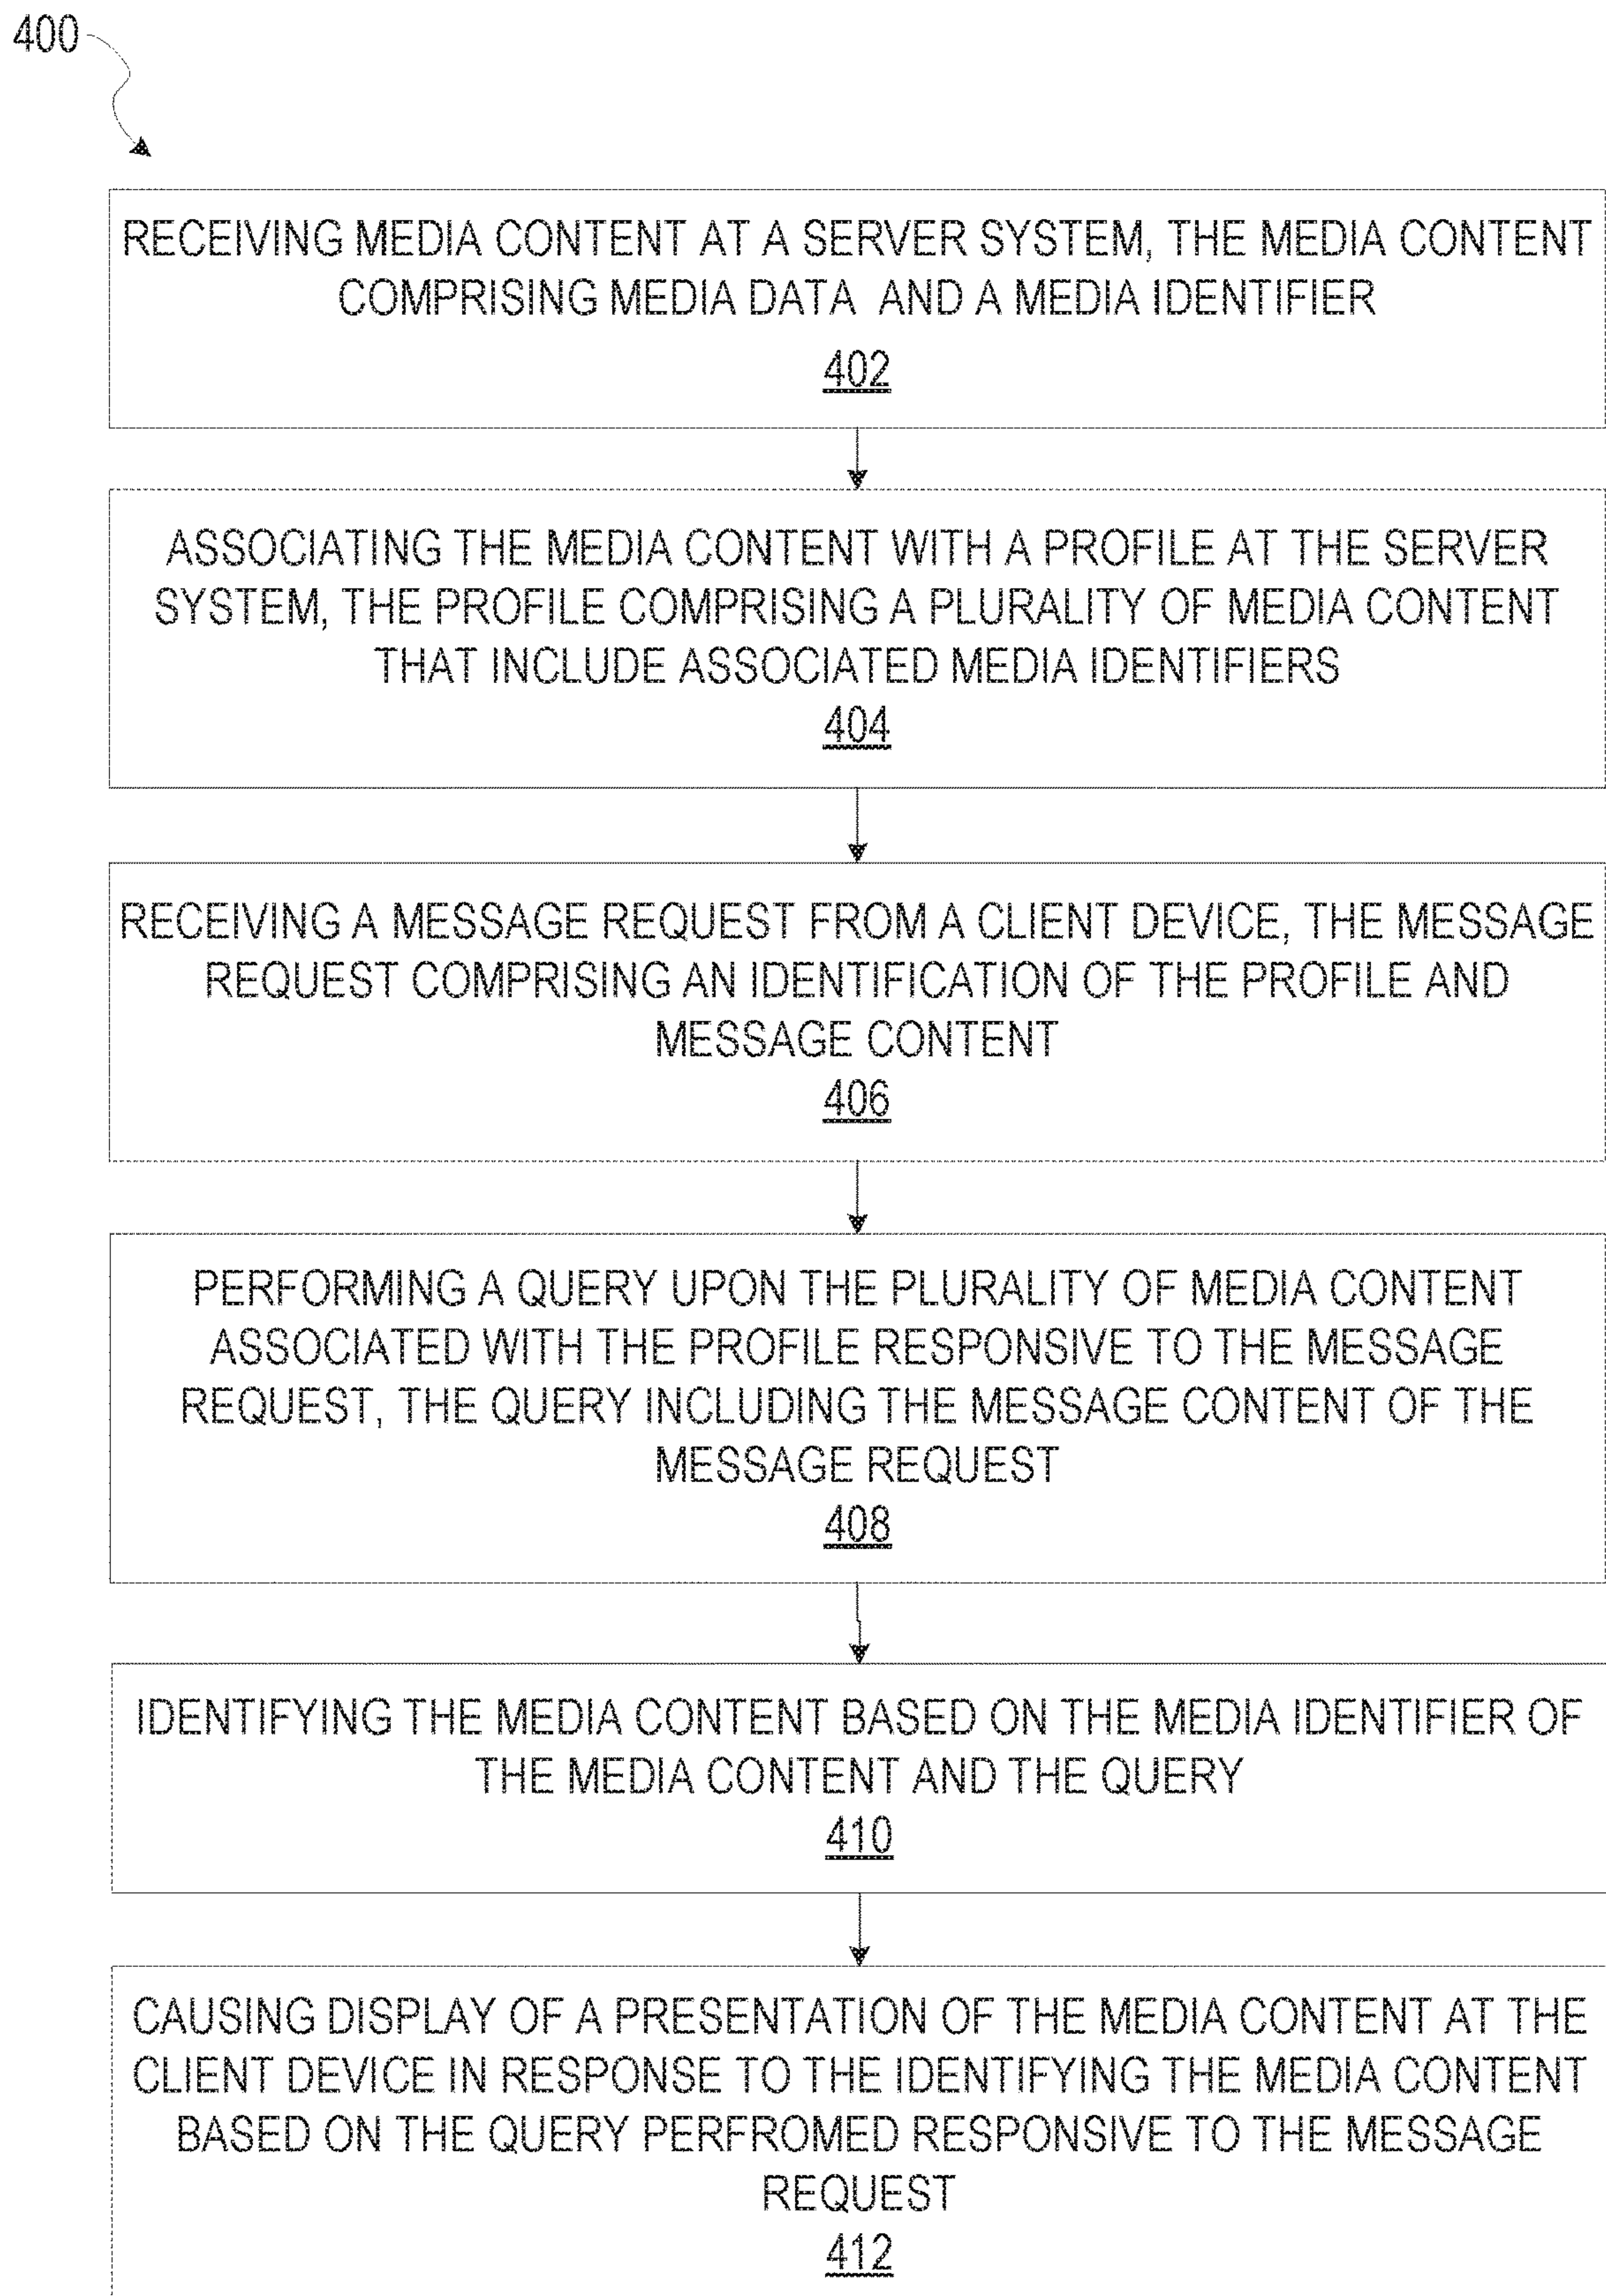 400
RECEIVING MEDIA CONTENT AT A SERVER SYSTEM, THE MEDIA CONTENT
COMPRISING MEDIA DATA AND A MEDIA IDENTIFIER
402
ASSOCIATING THE MEDIA CONTENT WITH A PROFILE AT THE SERVER
SYSTEM, THE PROFILE COMPRISING A PLURALITY OF MEDIA CONTENT
THAT INCLUDE ASSOCIATED MEDIA IDENTIFIERS
404
RECEIVING A MESSAGE REQUEST FROM A CLIENT DEVICE, THE MESSAGE
REQUEST COMPRISING AN IDENTIFICATION OF THE PROFILE AND
MESSAGE CONTENT
406
PERFORMING A QUERY UPON THE PLURALITY OF MEDIA CONTENT
ASSOCIATED WITH THE PROFILE RESPONSIVE TO THE MESSAGE
REQUEST, THE QUERY INCLUDING THE MESSAGE CONTENT OF THE
MESSAGE REQUEST
408
IDENTIFYING THE MEDIA CONTENT BASED ON THE MEDIA IDENTIFIER OF
THE MEDIA CONTENT AND THE QUERY
410
CAUSING DISPLAY OF A PRESENTATION OF THE MEDIA CONTENT AT THE
CLIENT DEVICE IN RESPONSE TO THE IDENTIFYING THE MEDIA CONTENT
BASED ON THE QUERY PERFROMED RESPONSIVE TO THE MESSAGE
REQUEST
412